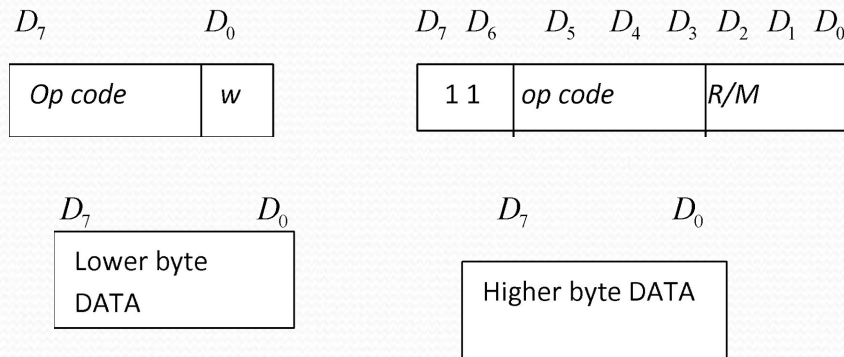 D₇ D₀ D₇ D₆ D₅ D₄ D₃ D₂ D₁ D₀
Op code w 1 1 op code R/M
D₇ D₀ D₇ D₀
Lower byte
DATA
Higher byte DATA